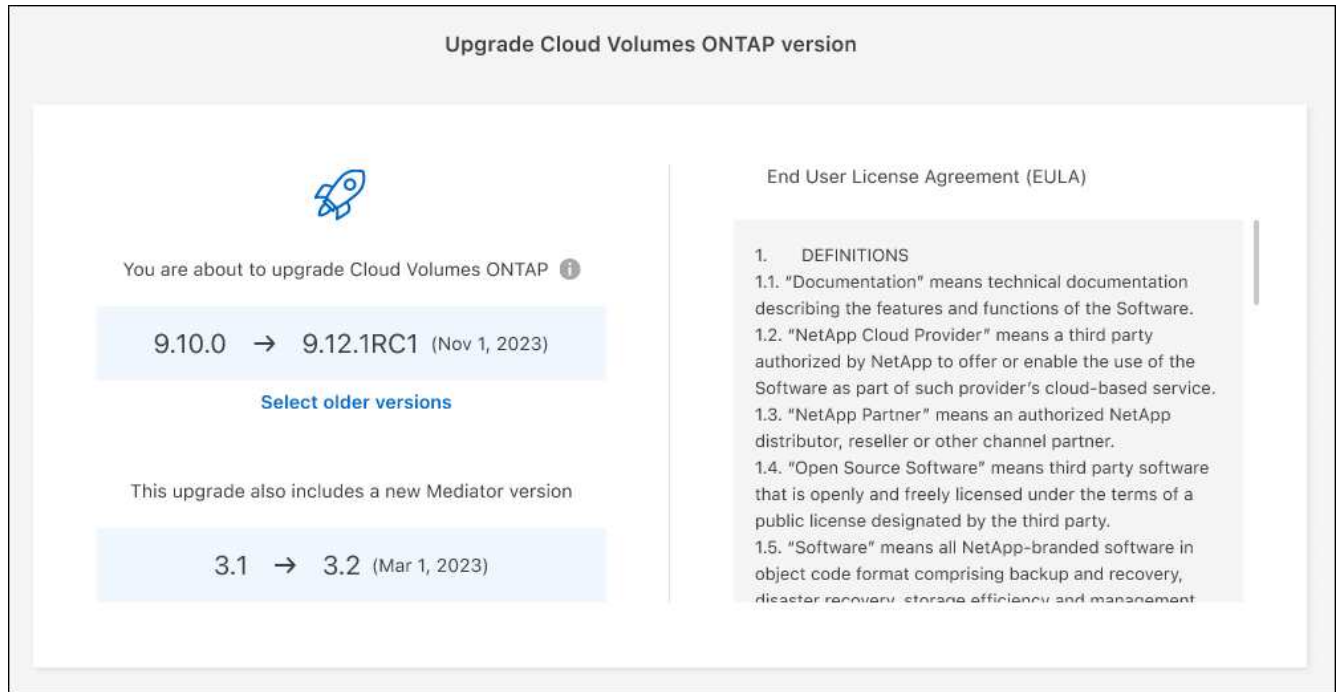 Upgrade Cloud Volumes ONTAP version
You are about to upgrade Cloud Volumes ONTAP
9.10.0 → 9.12.1RC1 (Nov 1, 2023)
Select older versions
This upgrade also includes a new Mediator version
3.1 → 3.2 (Mar 1, 2023)
End User License Agreement (EULA)
1. DEFINITIONS
1.1. “Documentation” means technical documentation
describing the features and functions of the Software.
1.2. “NetApp Cloud Provider” means a third party
authorized by NetApp to offer or enable the use of the
Software as part of such provider’s cloud-based service.
1.3. “NetApp Partner” means an authorized NetApp
distributor, reseller or other channel partner.
1.4. “Open Source Software” means third party software
that is openly and freely licensed under the terms of a
public license designated by the third party.
1.5. “Software” means all NetApp-branded software in
object code format comprising backup and recovery,
disaster recovery, storage efficiency and management